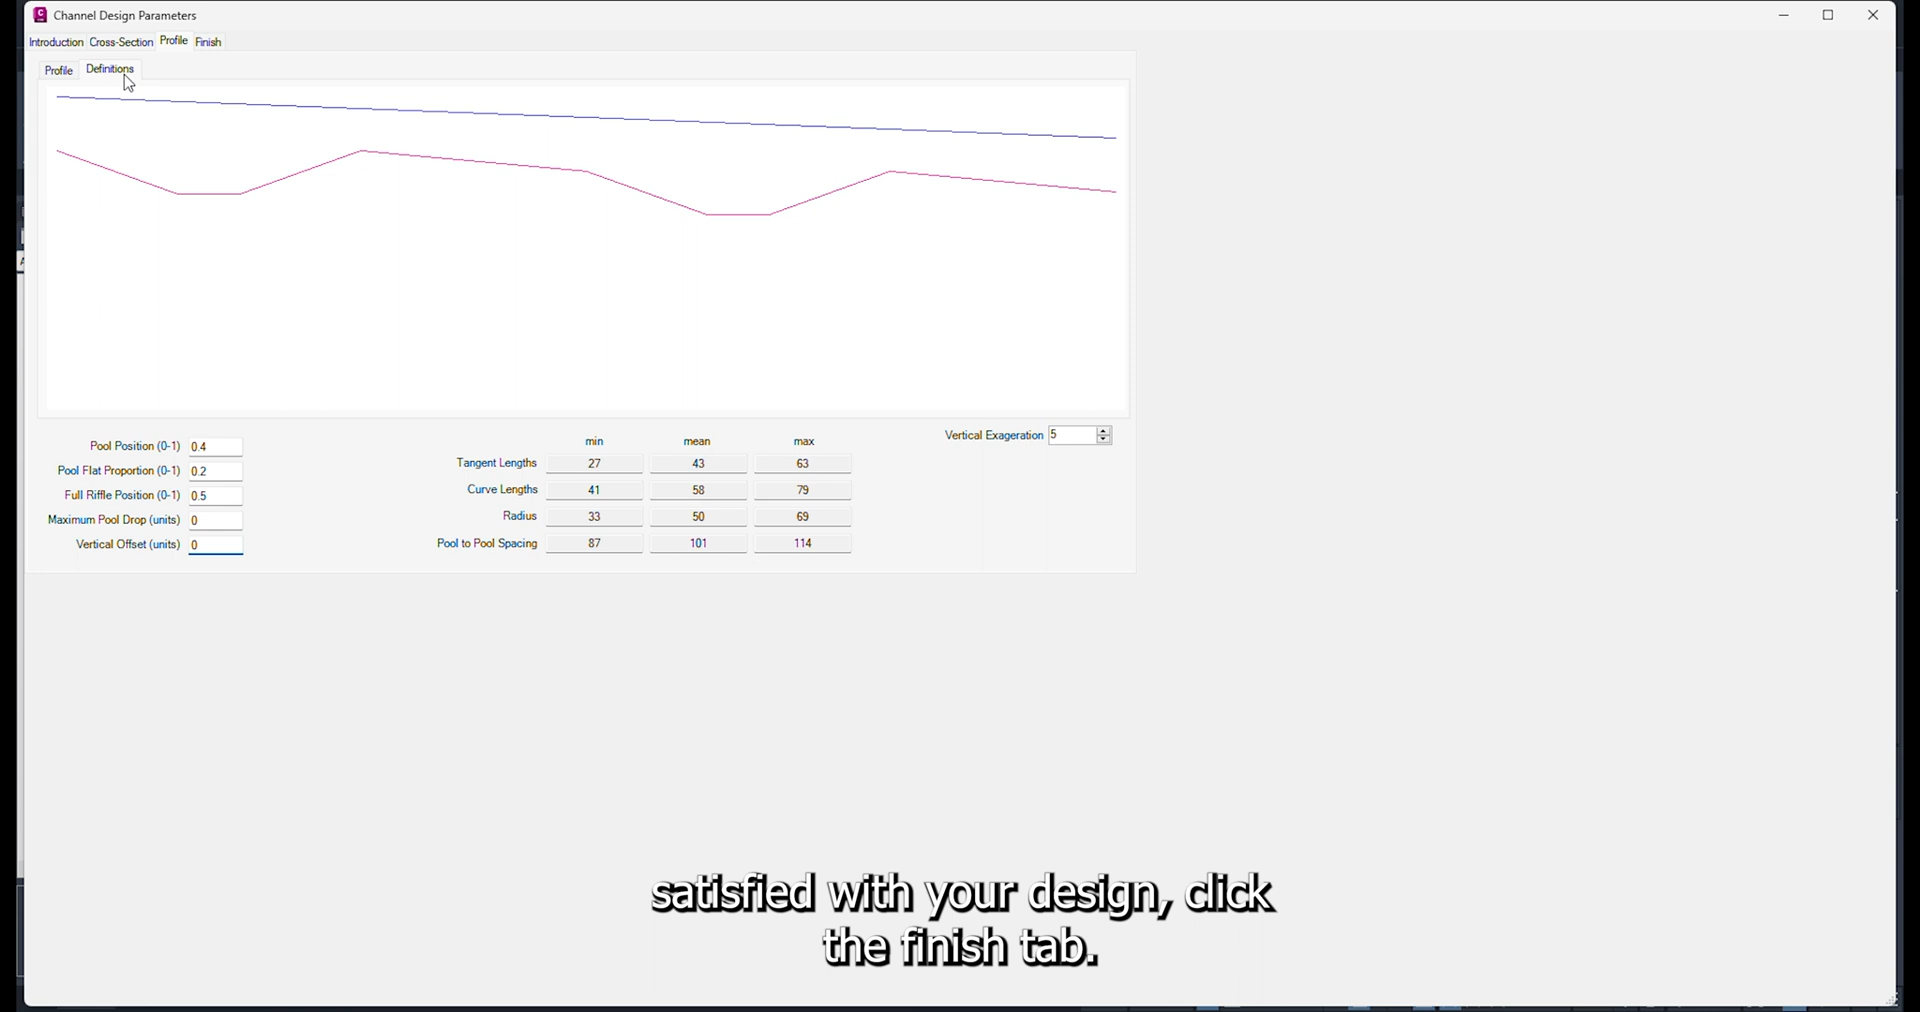 Channel Design Parameters
Introduction Cross-Section Profile Finish
Profile Definitions
Vertical Exageration 5
min mean max
Pool Position (0-1) 0.4
Tangent Lengths 27 43 63
Pool Flat Proportion (0-1) 0.2
Curve Lengths 41 58 79
Full Riffle Position (0-1) 0.5
Radius 33 50 69
Maximum Pool Drop (units) 0
Pool to Pool Spacing 87 101 114
Vertical Offset (units) 0
satisfied with your design, click
the finish tab.